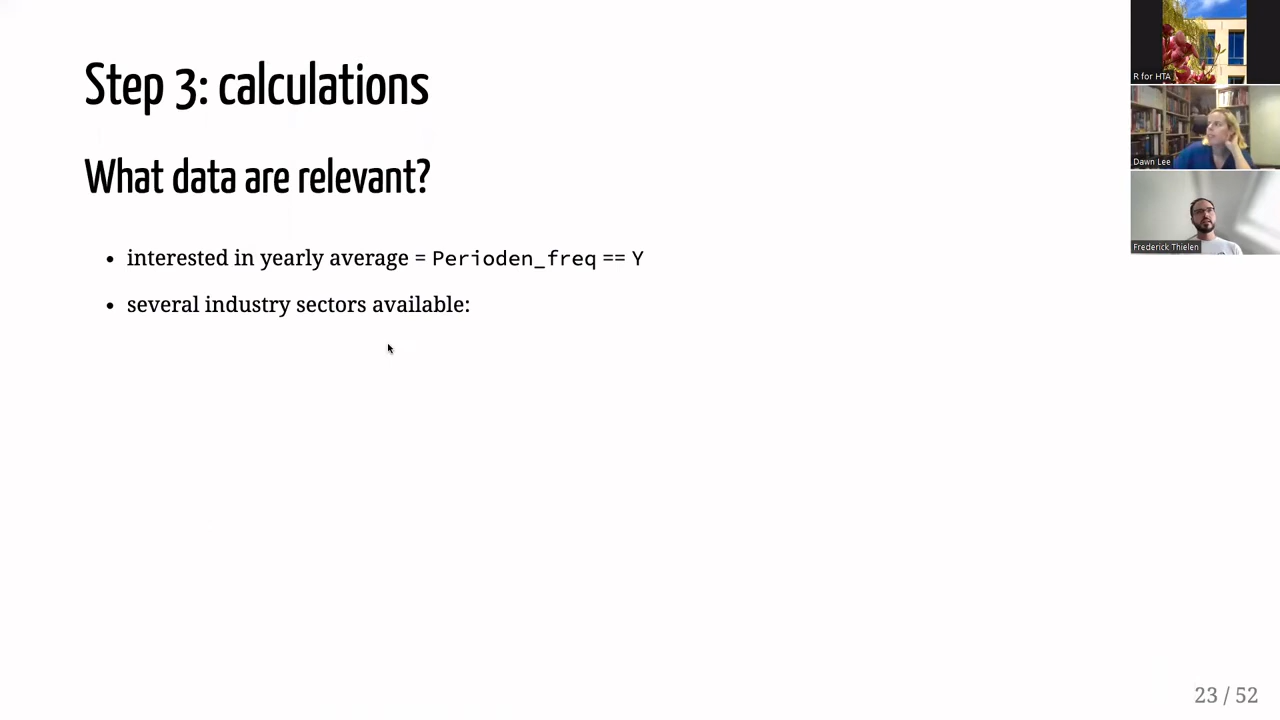 Step 3: calculations
What data are relevant?
• interested in yearly average = Perioden_freq == Y
• several industry sectors available:
R for HTA
Dawn Lee
Frederick Thielen
23 / 52